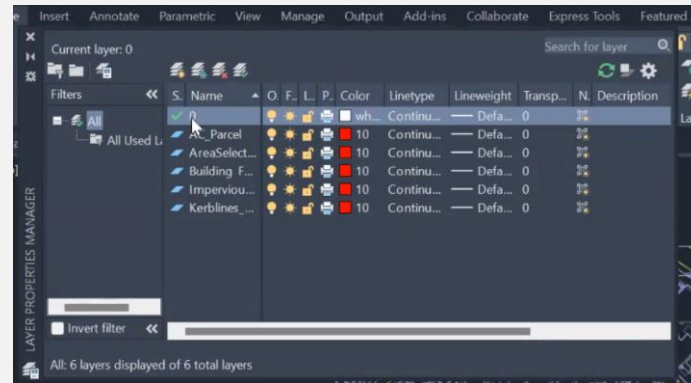 e Insert Annotate Parametric View Manage Output Add-ins Collaborate Express Tools Featured
Current layer: 0
Search for layer
Filters
S. Name O F.. L. P. Color Linetype Lineweight Transp... N. Description
All
All Used La
0 wh... Continu... Defa... 0
AC_Parcel 10 Continu... Defa... 0
AreaSelect... 10 Continu... Defa... 0
Building F... 10 Continu... Defa... 0
Imperviou... 10 Continu... Defa... 0
Kerblines_... 10 Continu... Defa... 0
LAYER PROPERTIES MANAGER
Invert filter
All: 6 layers displayed of 6 total layers
La